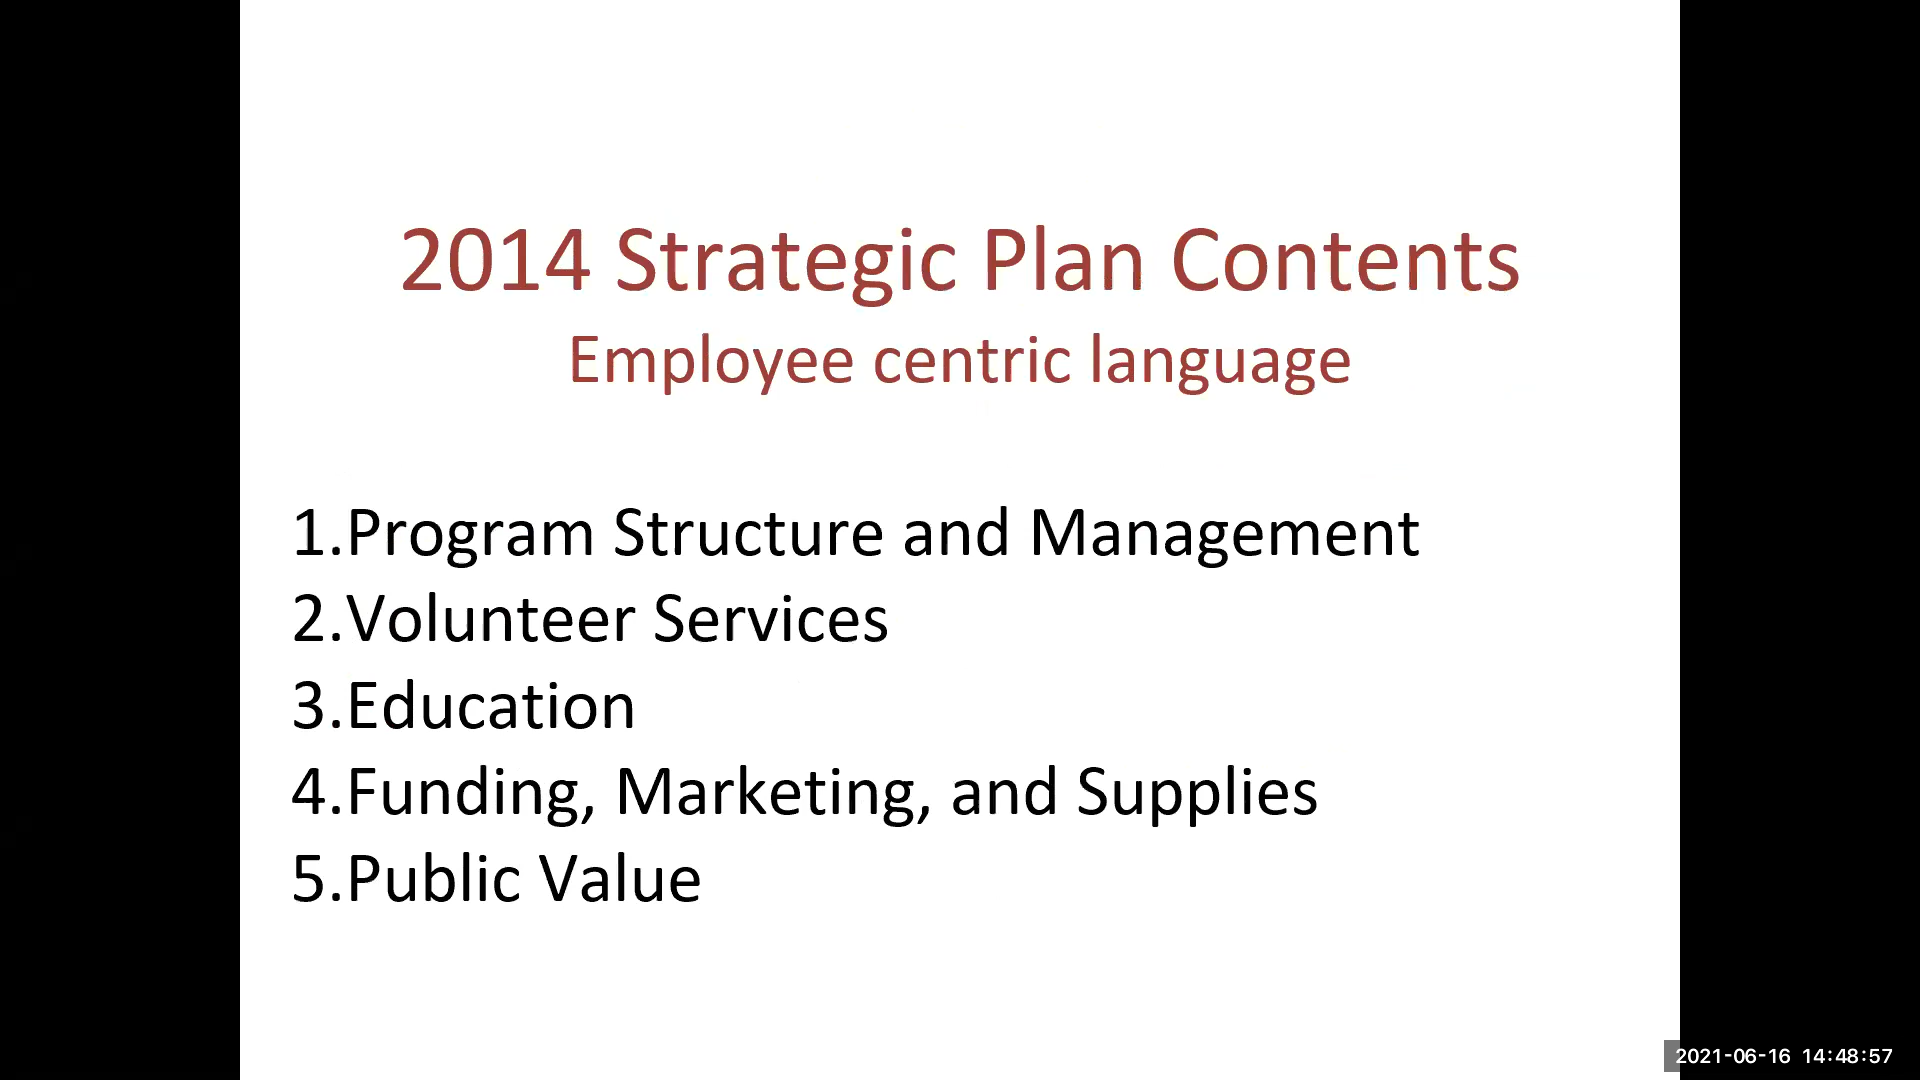 2014 Strategic Plan Contents
Employee centric language
1.Program Structure and Management
2.Volunteer Services
3.Education
4.Funding, Marketing, and Supplies
5.Public Value
2021-06-16 14:48:57